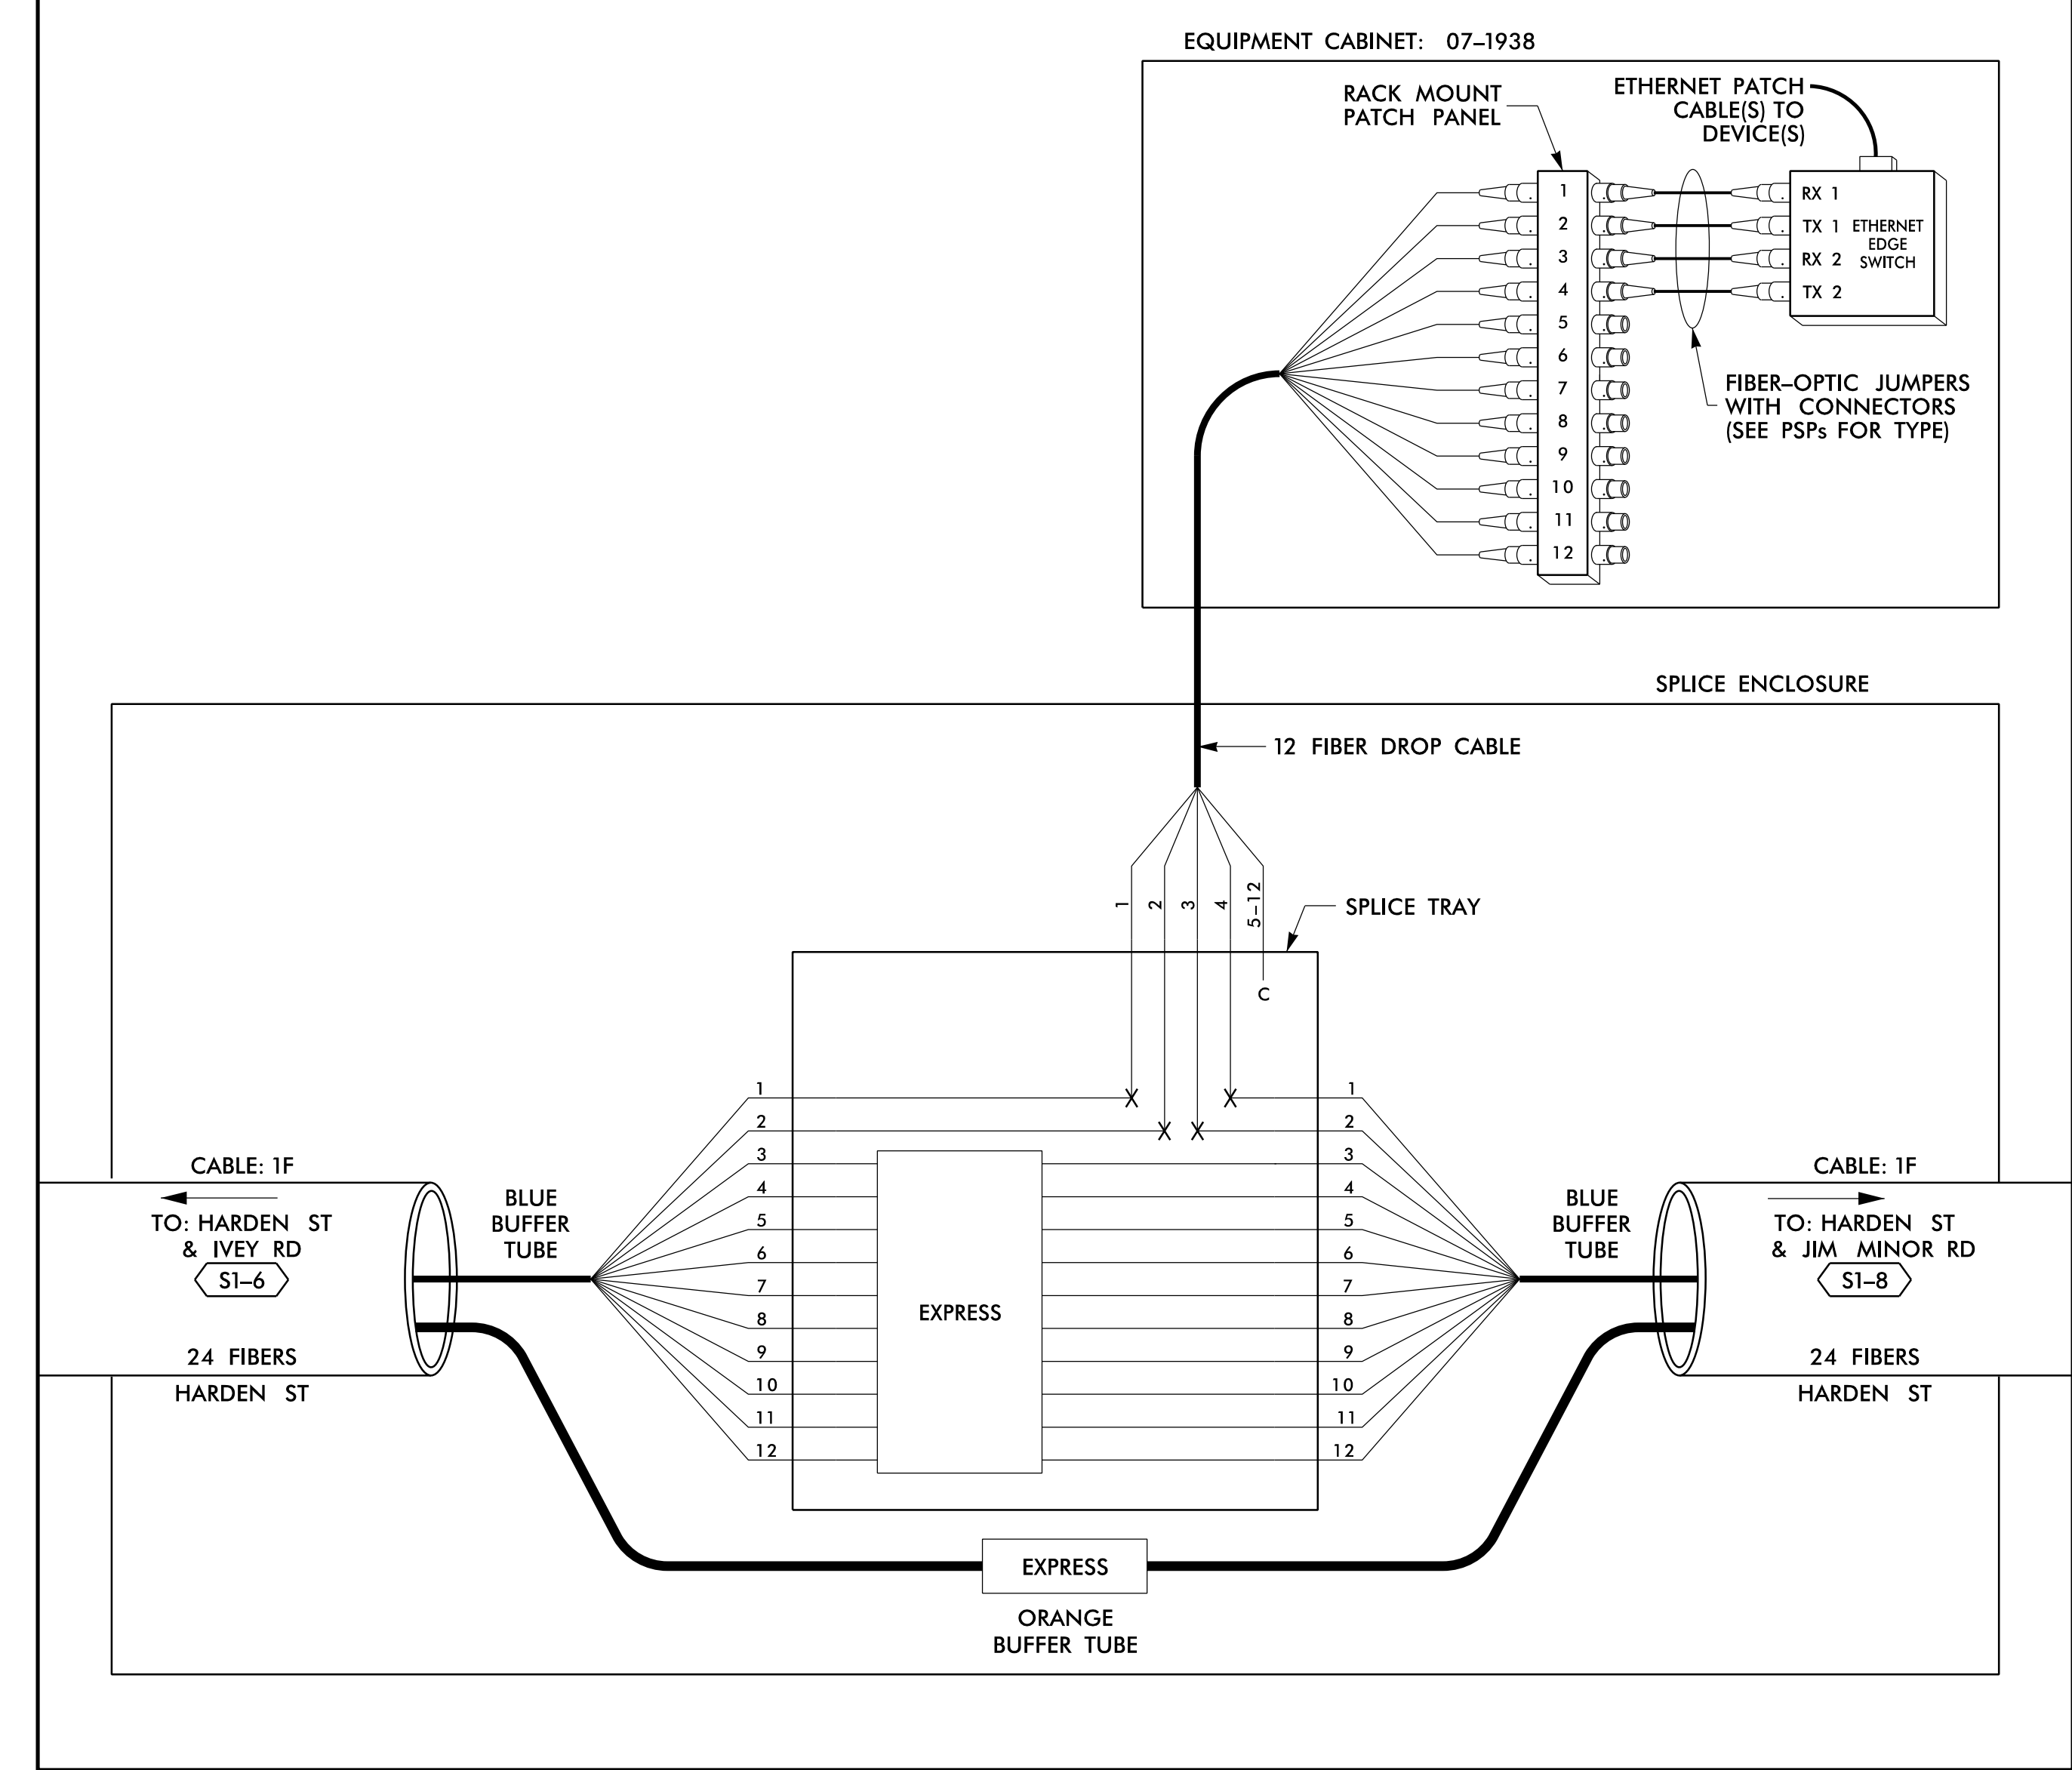 EQUIPMENT CABINET: 07–1938
RACK MOUNT
PATCH PANEL
ETHERNET PATCH
CABLE(S) TO
DEVICE(S)
1
2
3
4
5
6
7
8
9
10
11
12
RX 1
TX 1
RX 2
TX 2
ETHERNET
EDGE
SWITCH
FIBER–OPTIC JUMPERS
WITH CONNECTORS
(SEE PSPs FOR TYPE)
SPLICE ENCLOSURE
12 FIBER DROP CABLE
1
2
3
4
5–12
SPLICE TRAY
C
CABLE: 1F
TO: HARDEN ST
& IVEY RD
S1–6
24 FIBERS
HARDEN ST
BLUE
BUFFER
TUBE
1
2
3
4
5
6
7
8
9
10
11
12
EXPRESS
1
2
3
4
5
6
7
8
9
10
11
12
BLUE
BUFFER
TUBE
CABLE: 1F
TO: HARDEN ST
& JIM MINOR RD
S1–8
24 FIBERS
HARDEN ST
EXPRESS
ORANGE
BUFFER TUBE